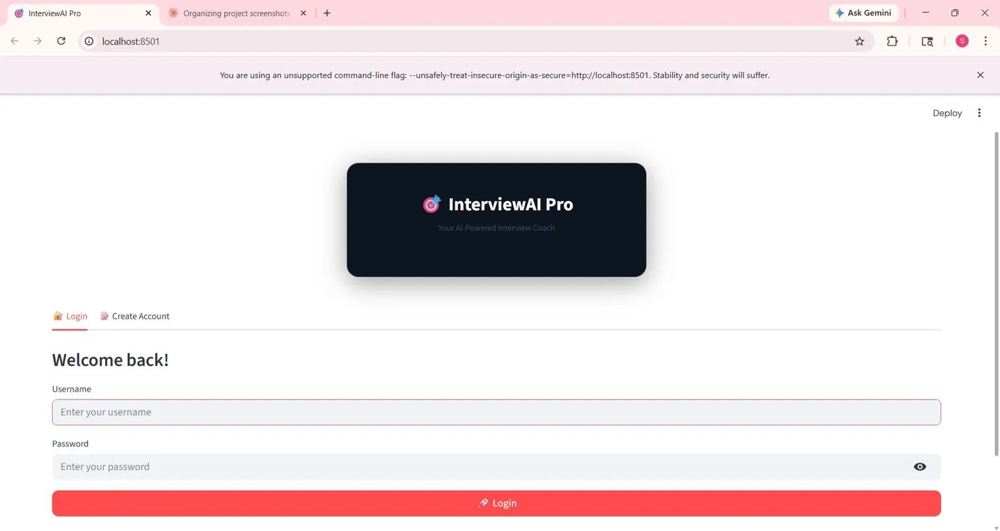 InterviewAI Pro
Organizing project screenshots
Ask Gemini
localhost:8501
S
You are using an unsupported command-line flag: --unsafely-treat-insecure-origin-as-secure=http://localhost:8501. Stability and security will suffer.
Deploy
InterviewAI Pro
Your AI-Powered Interview Coach
Login
Create Account
Welcome back!
Username
Enter your username
Password
Enter your password
Login